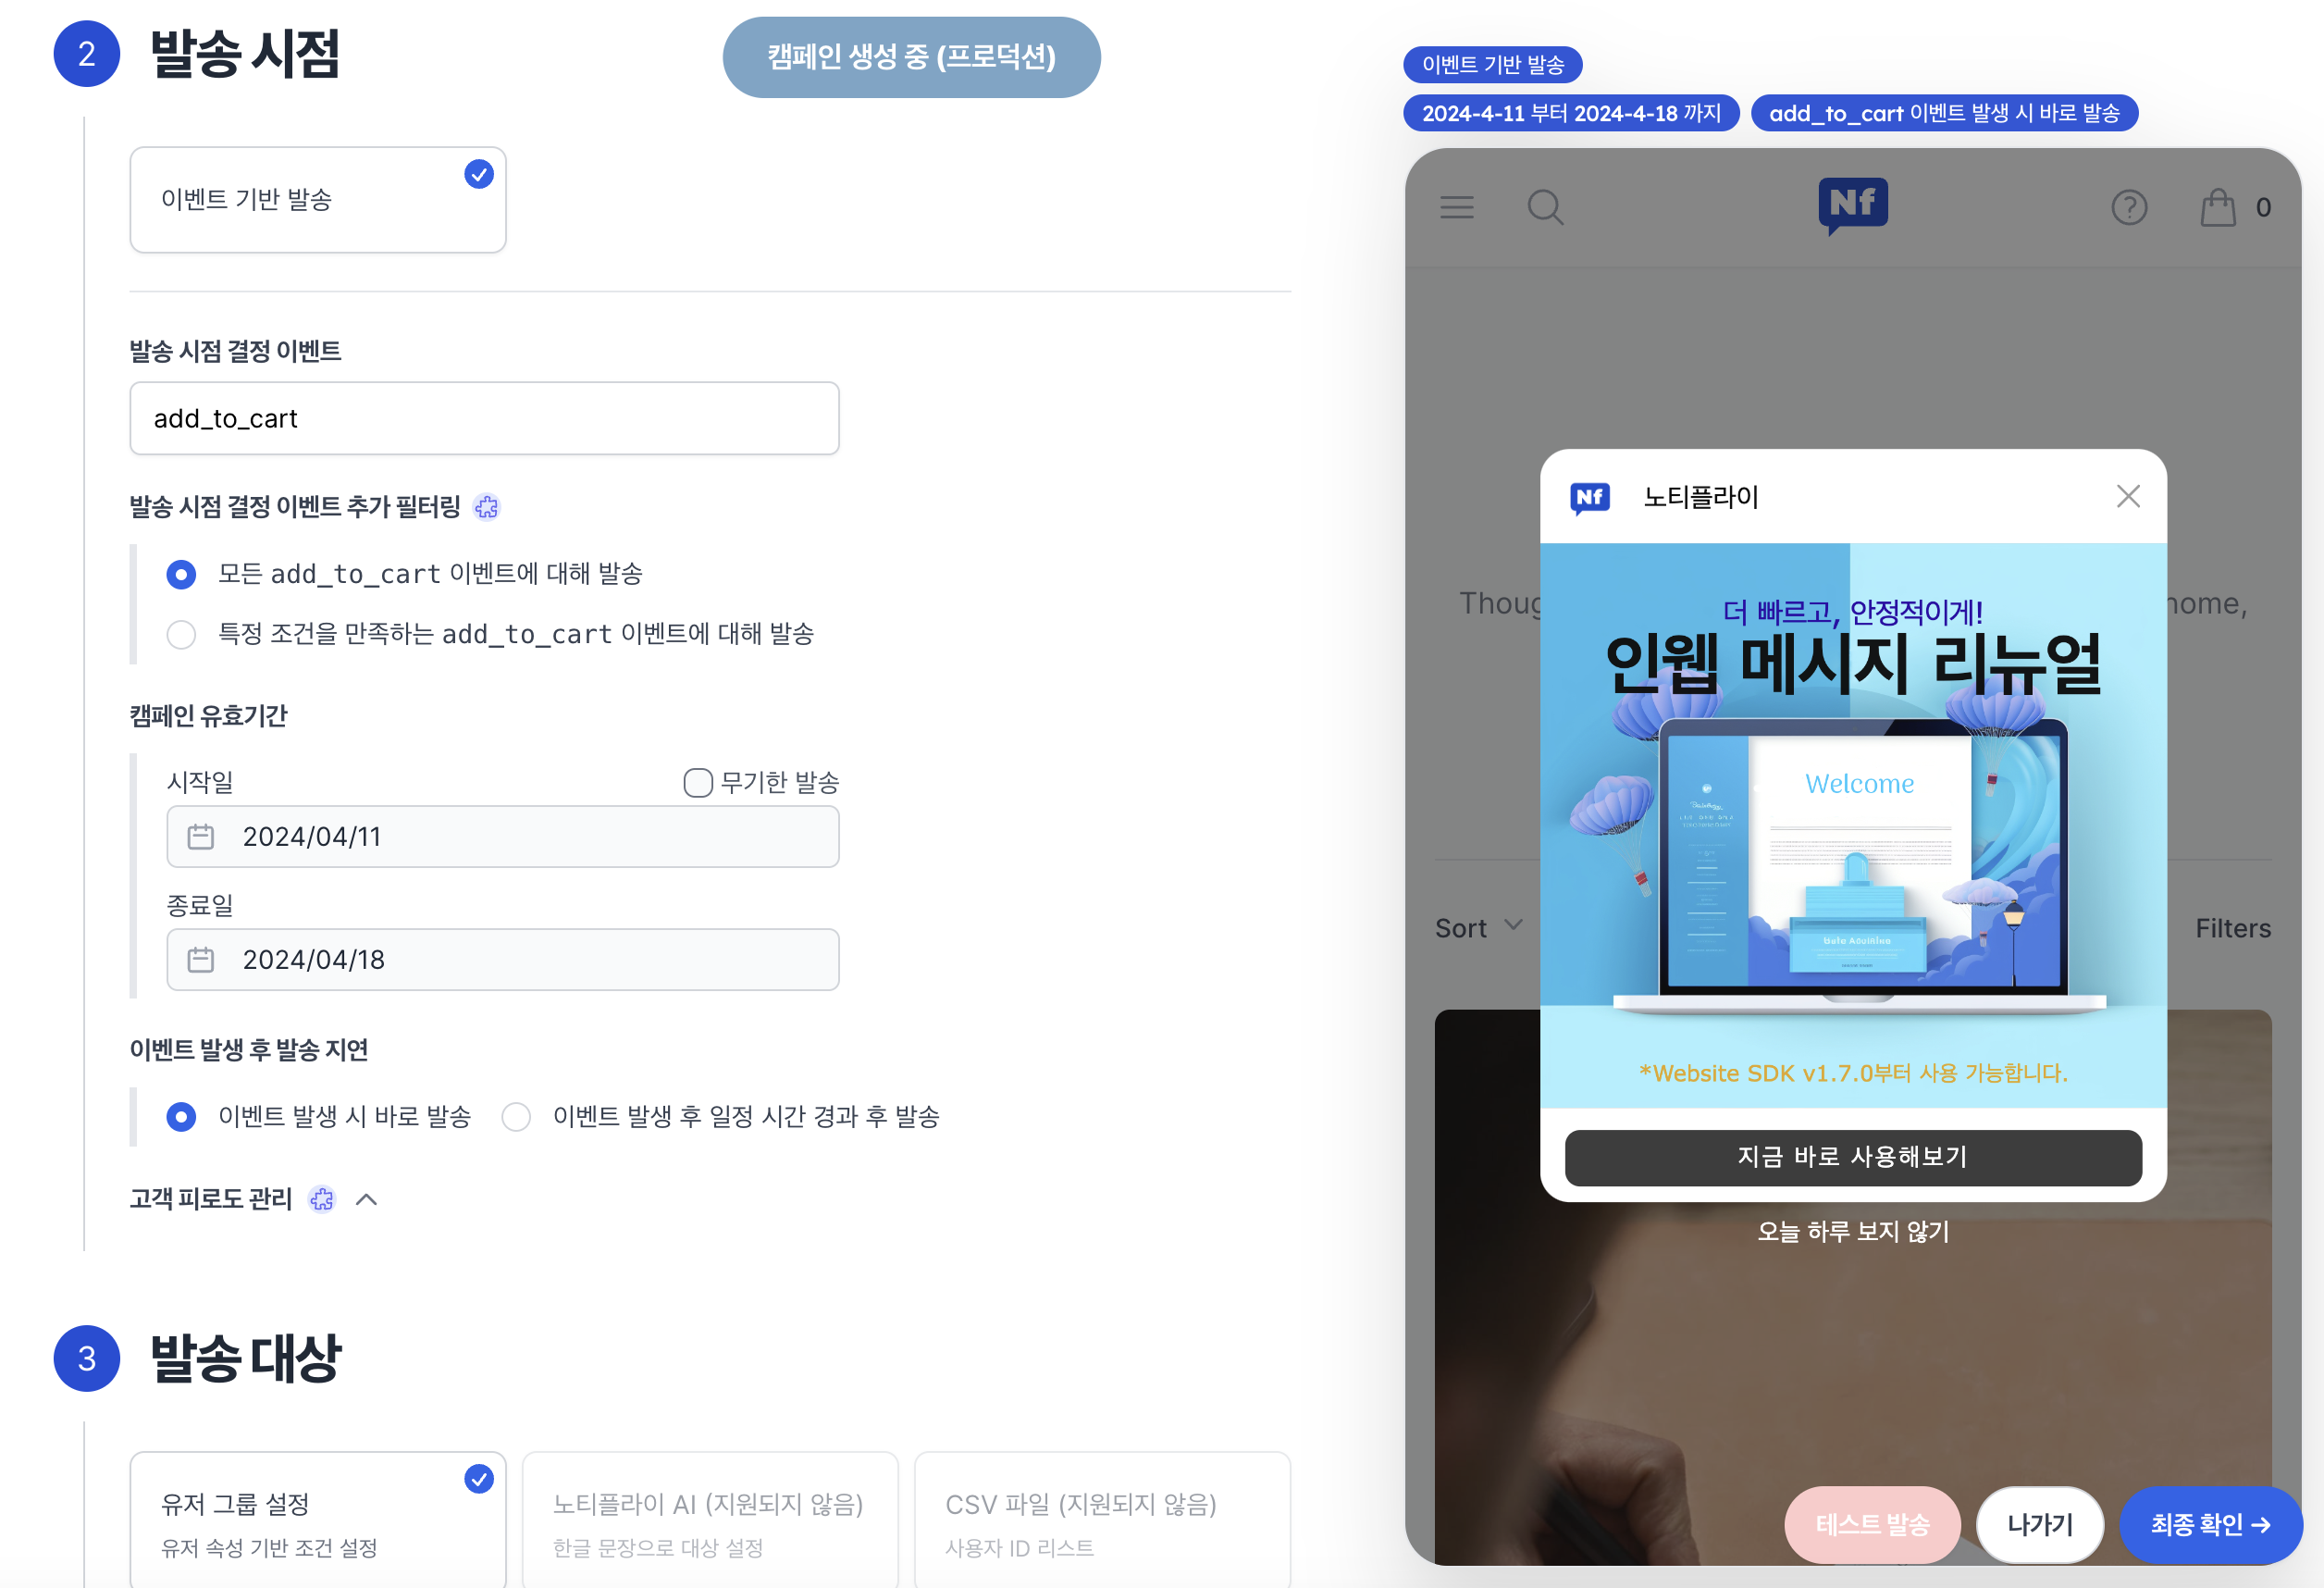 2 발송 시점
캠페인 생성 중 (프로덕션)
이벤트 기반 발송
발송 시점 결정 이벤트
add_to_cart
발송 시점 결정 이벤트 추가 필터링
모든 add_to_cart 이벤트에 대해 발송
특정 조건을 만족하는 add_to_cart 이벤트에 대해 발송
캠페인 유효기간
시작일 무기한 발송
2024/04/11
종료일
2024/04/18
이벤트 발생 후 발송 지연
이벤트 발생 시 바로 발송 이벤트 발생 후 일정 시간 경과 후 발송
고객 피로도 관리
3 발송 대상
유저 그룹 설정
유저 속성 기반 조건 설정
노티플라이 AI (지원되지 않음)
한글 문장으로 대상 설정
CSV 파일 (지원되지 않음)
사용자 ID 리스트
이벤트 기반 발송
2024-4-11 부터 2024-4-18 까지 add_to_cart 이벤트 발생 시 바로 발송
Nf
? 0
Nf 노티플라이
더 빠르고, 안정적이게!
인웹 메시지 리뉴얼
Welcome
*Website SDK v1.7.0부터 사용 가능합니다.
지금 바로 사용해보기
오늘 하루 보지 않기
Sort Filters
테스트 발송 나가기 최종 확인 →